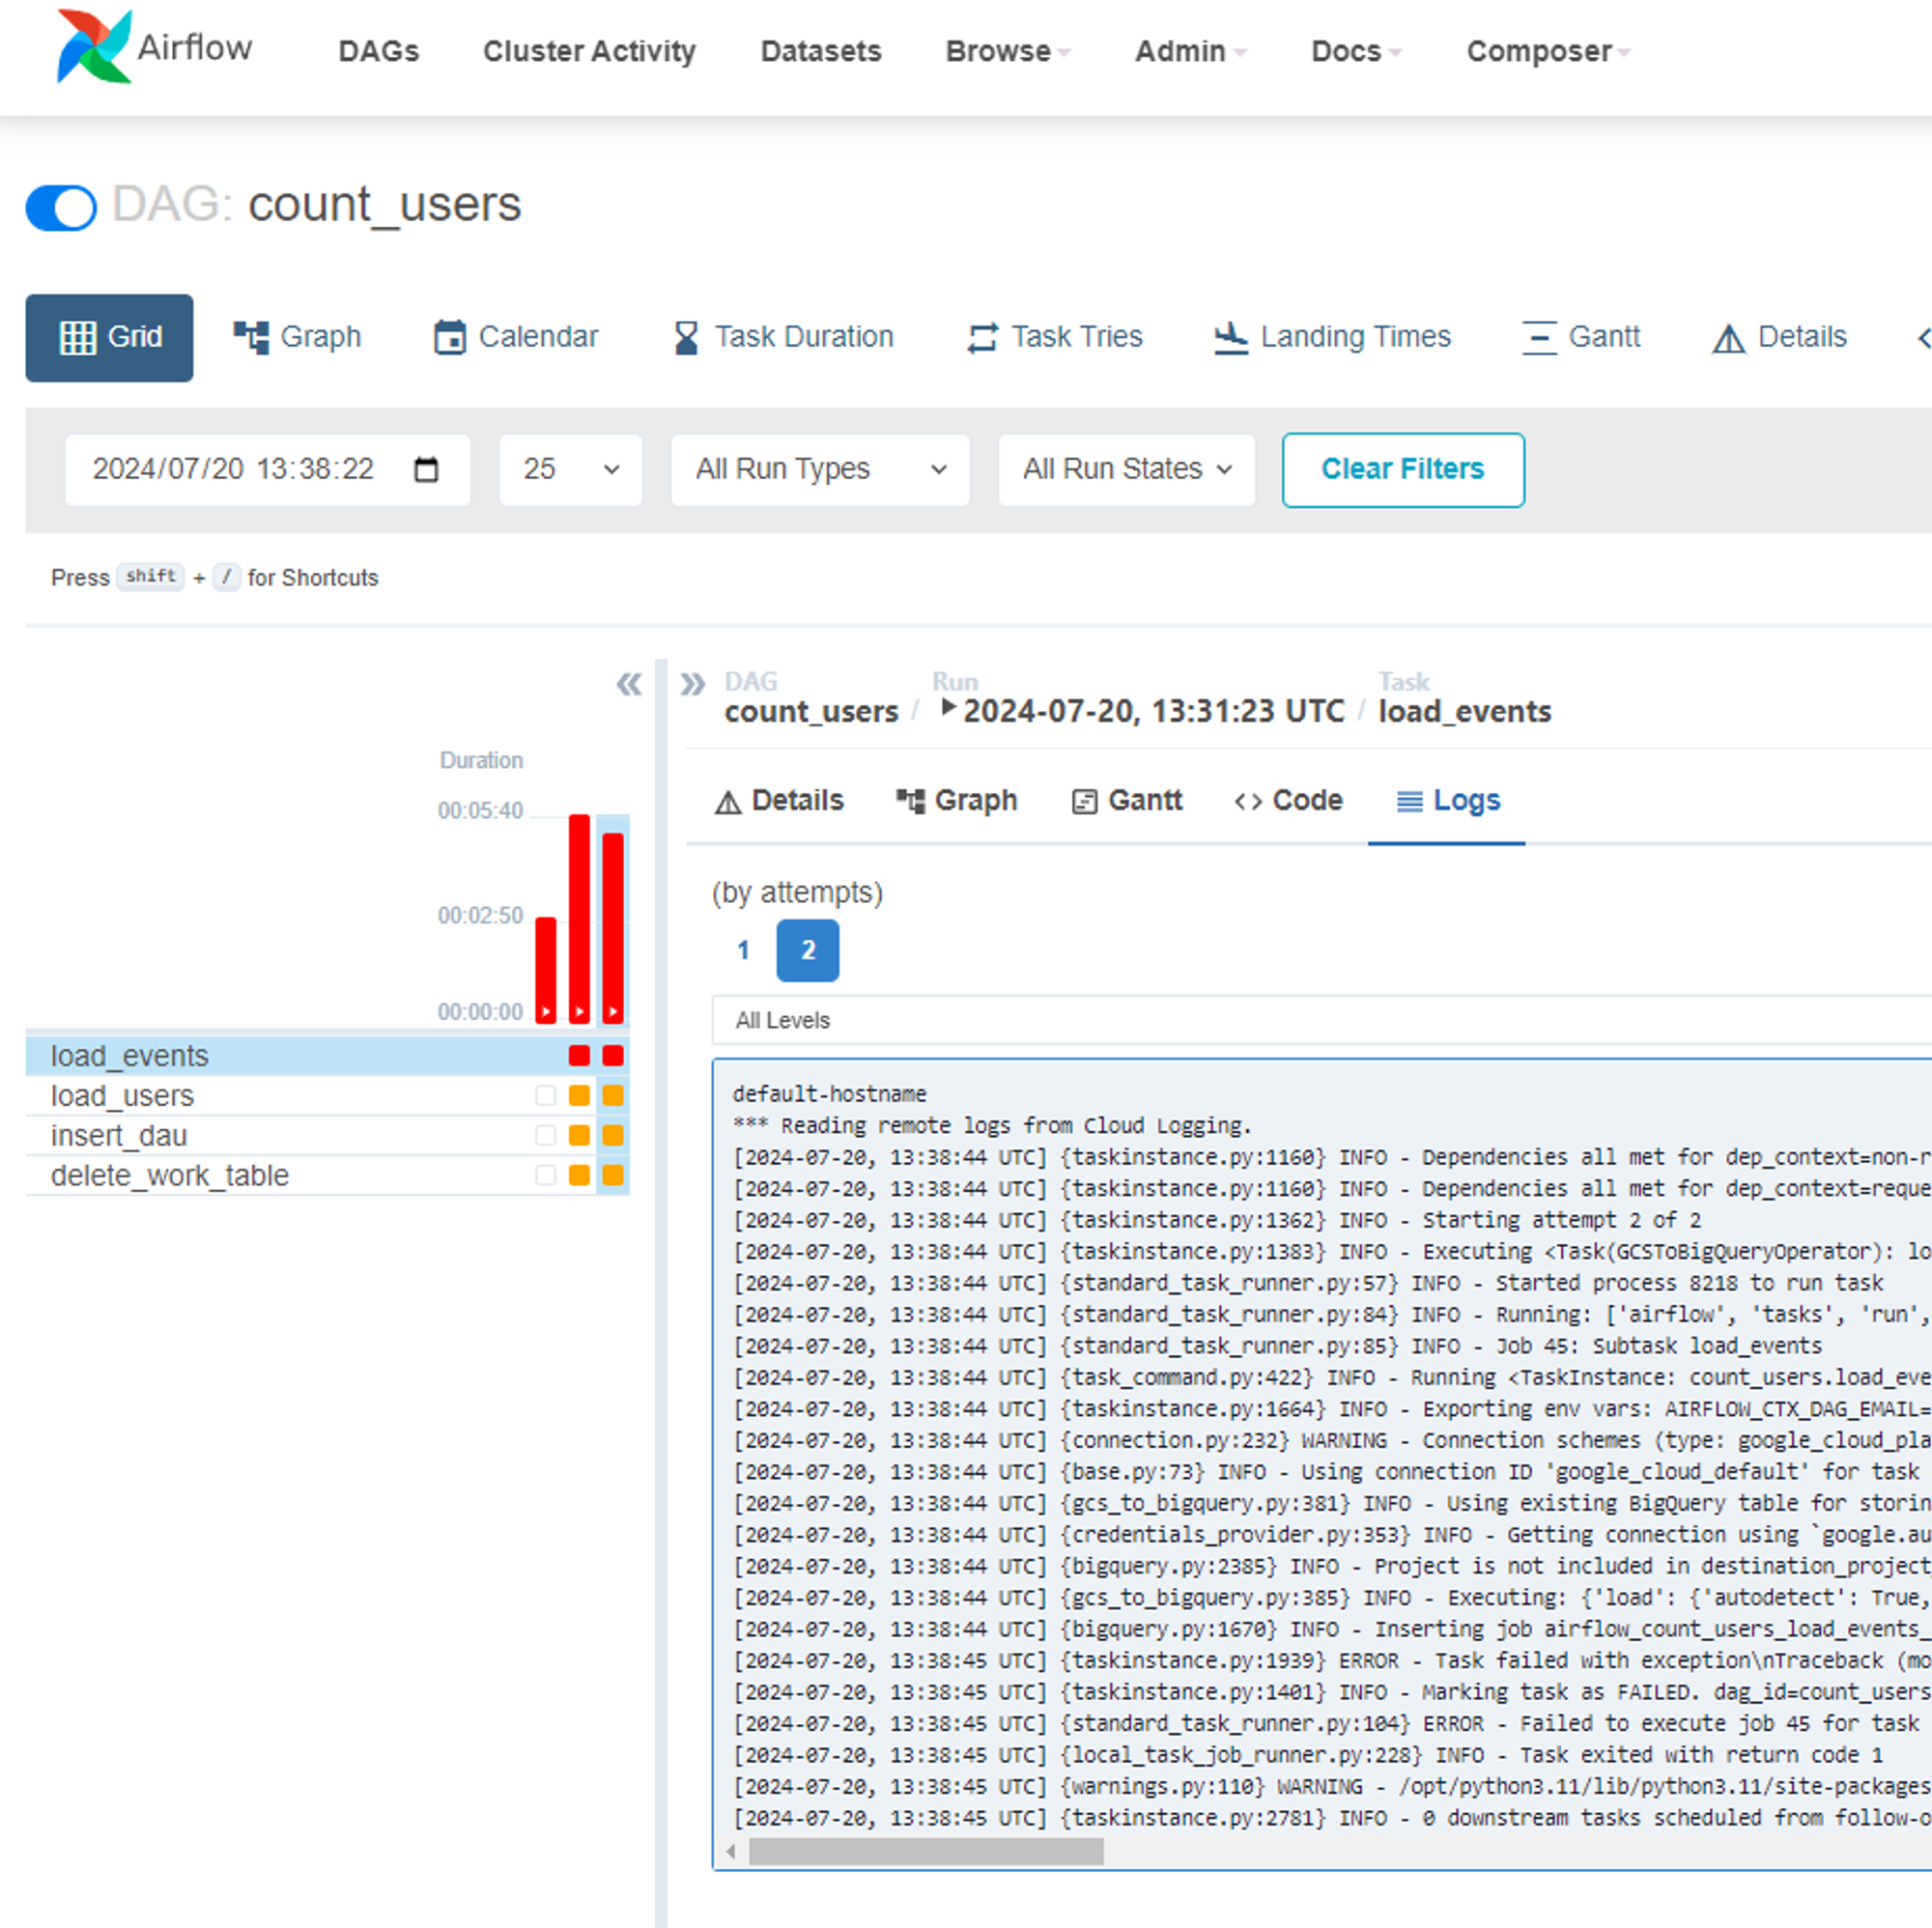 Airflow DAGs Cluster Activity Datasets Browse Admin Docs Composer
DAG: count_users
Grid Graph Calendar Task Duration Task Tries Landing Times Gantt Details
2024/07/20 13:38:22 25 All Run Types All Run States Clear Filters
Press shift + / for Shortcuts
DAG Run Task
count_users / 2024-07-20, 13:31:23 UTC / load_events
Duration
00:05:40
00:02:50
00:00:00
load_events
load_users
insert_dau
delete_work_table
Details Graph Gantt Code Logs
(by attempts)
1 2
All Levels
default-hostname
*** Reading remote logs from Cloud Logging.
[2024-07-20, 13:38:44 UTC] {taskinstance.py:1160} INFO - Dependencies all met for dep_context=non-r
[2024-07-20, 13:38:44 UTC] {taskinstance.py:1160} INFO - Dependencies all met for dep_context=reque
[2024-07-20, 13:38:44 UTC] {taskinstance.py:1362} INFO - Starting attempt 2 of 2
[2024-07-20, 13:38:44 UTC] {taskinstance.py:1383} INFO - Executing <Task(GCSToBigQueryOperator): lo
[2024-07-20, 13:38:44 UTC] {standard_task_runner.py:57} INFO - Started process 8218 to run task
[2024-07-20, 13:38:44 UTC] {standard_task_runner.py:84} INFO - Running: ['airflow', 'tasks', 'run',
[2024-07-20, 13:38:44 UTC] {standard_task_runner.py:85} INFO - Job 45: Subtask load_events
[2024-07-20, 13:38:44 UTC] {task_command.py:422} INFO - Running <TaskInstance: count_users.load_eve
[2024-07-20, 13:38:44 UTC] {taskinstance.py:1664} INFO - Exporting env vars: AIRFLOW_CTX_DAG_EMAIL=
[2024-07-20, 13:38:44 UTC] {connection.py:232} WARNING - Connection schemes (type: google_cloud_pla
[2024-07-20, 13:38:44 UTC] {base.py:73} INFO - Using connection ID 'google_cloud_default' for task
[2024-07-20, 13:38:44 UTC] {gcs_to_bigquery.py:381} INFO - Using existing BigQuery table for storin
[2024-07-20, 13:38:44 UTC] {credentials_provider.py:353} INFO - Getting connection using `google.au
[2024-07-20, 13:38:44 UTC] {bigquery.py:2385} INFO - Project is not included in destination_project_
[2024-07-20, 13:38:44 UTC] {gcs_to_bigquery.py:385} INFO - Executing: {'load': {'autodetect': True,
[2024-07-20, 13:38:44 UTC] {bigquery.py:1670} INFO - Inserting job airflow_count_users_load_events_
[2024-07-20, 13:38:45 UTC] {taskinstance.py:1939} ERROR - Task failed with exception\nTraceback (mo
[2024-07-20, 13:38:45 UTC] {taskinstance.py:1401} INFO - Marking task as FAILED. dag_id=count_users
[2024-07-20, 13:38:45 UTC] {standard_task_runner.py:104} ERROR - Failed to execute job 45 for task
[2024-07-20, 13:38:45 UTC] {local_task_job_runner.py:228} INFO - Task exited with return code 1
[2024-07-20, 13:38:45 UTC] {warnings.py:110} WARNING - /opt/python3.11/lib/python3.11/site-packages
[2024-07-20, 13:38:45 UTC] {taskinstance.py:2781} INFO - 0 downstream tasks scheduled from follow-o